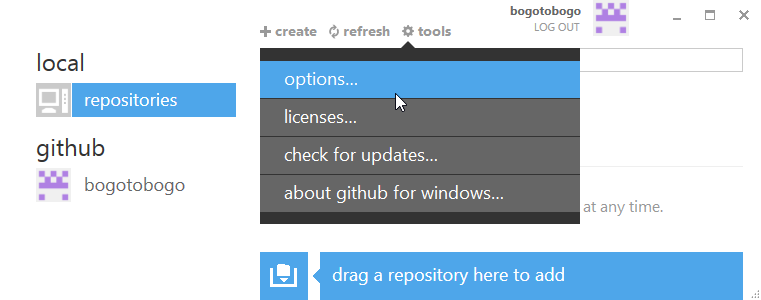 bogotobogo
LOG OUT
create refresh tools
local
repositories
github
bogotobogo
options...
licenses...
check for updates...
about github for windows...
at any time.
drag a repository here to add